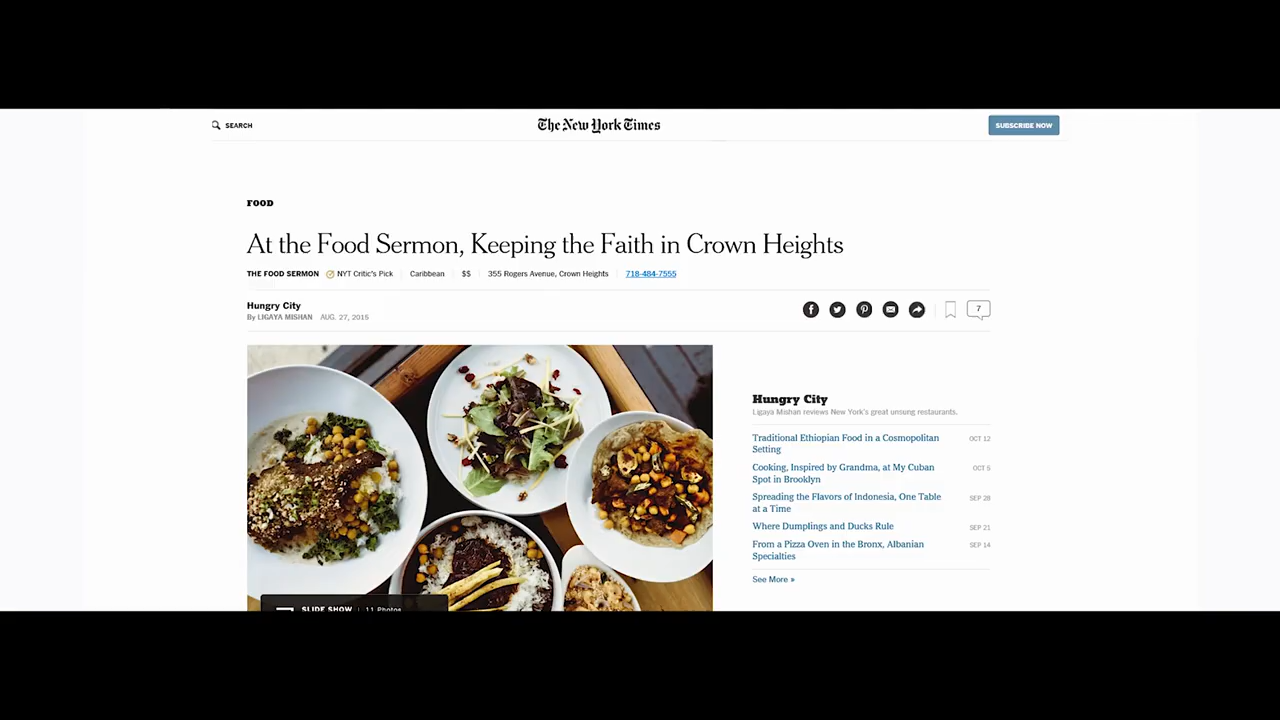 SEARCH
The New York Times
SUBSCRIBE NOW
FOOD
At the Food Sermon, Keeping the Faith in Crown Heights
THE FOOD SERMON NYT Critic's Pick Caribbean $$ 355 Rogers Avenue, Crown Heights 718-484-7555
Hungry City
By LIGAYA MISHAN AUG. 27, 2015
7
Hungry City
Ligaya Mishan reviews New York's great unsung restaurants.
Traditional Ethiopian Food in a Cosmopolitan OCT 12
Setting
Cooking, Inspired by Grandma, at My Cuban OCT 5
Spot in Brooklyn
Spreading the Flavors of Indonesia, One Table SEP 28
at a Time
Where Dumplings and Ducks Rule SEP 21
From a Pizza Oven in the Bronx, Albanian SEP 14
Specialties
See More »
SLIDE SHOW 11 Photos